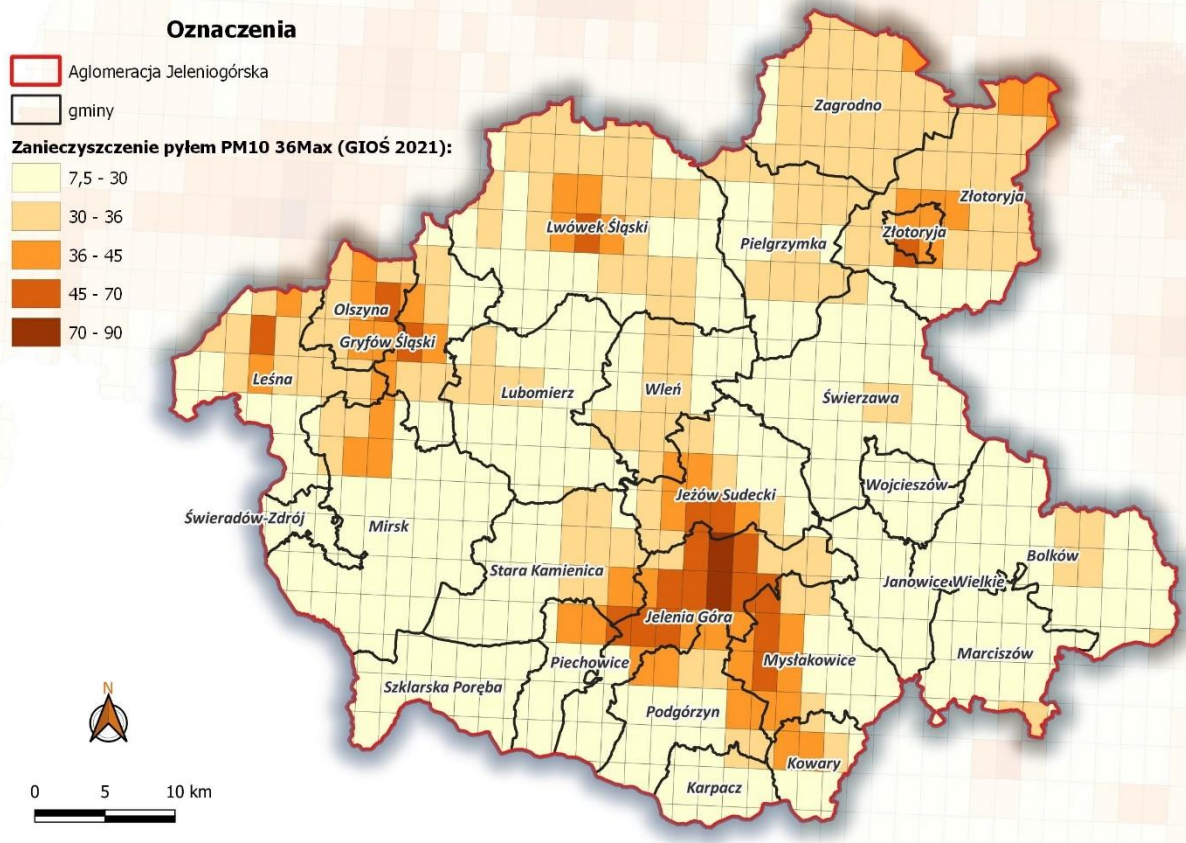 Oznaczenia
Aglomeracja Jeleniogórska
gminy
Zanieczyszczenie pyłem PM10 36Max (GIOŚ 2021):
7,5 - 30
30 - 36
36 - 45
45 - 70
70 - 90
Zagrodno
Złotoryja
Lwówek Śląski
Złotoryja
Pielgrzymka
Olszyna
Gryfów Śląski
Leśna
Lubomierz
Wleń
Świerzawa
Jeżów Sudecki
Wojcieszów
Świeradów-Zdrój
Mirsk
Stara Kamienica
Bolków
Janowice Wielkie
Jelenia Góra
Marciszów
Piechowice
Mysłakowice
Szklarska Poręba
Podgórzyn
Kowary
Karpacz
N
0 5 10 km